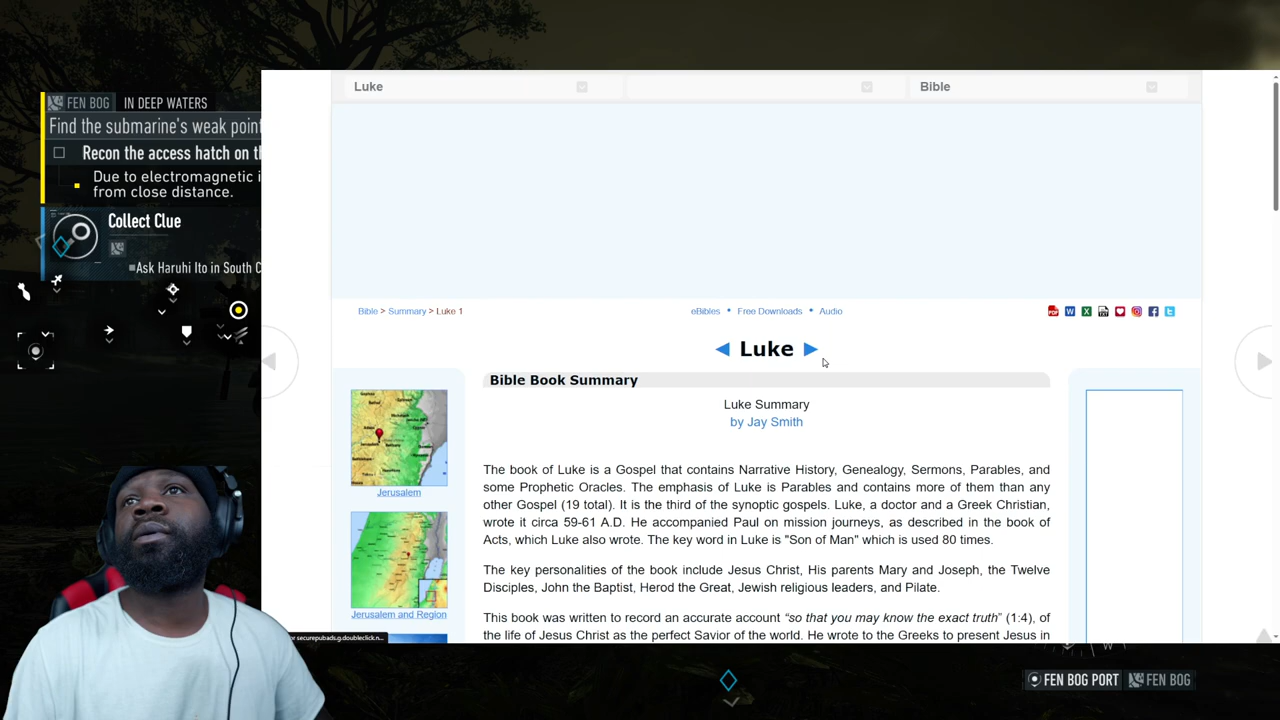 Luke
Bible
FEN BOG IN DEEP WATERS
Find the submarine's weak point
Recon the access hatch on
Due to electromagnetic
from close distance.
Collect Clue
Ask Haruhi Ito in South
Bible > Summary > Luke 1
eBibles • Free Downloads • Audio
◄ Luke ►
Bible Book Summary
Luke Summary
by Jay Smith
The book of Luke is a Gospel that contains Narrative History, Genealogy, Sermons, Parables, and
some Prophetic Oracles. The emphasis of Luke is Parables and contains more of them than any
other Gospel (19 total). It is the third of the synoptic gospels. Luke, a doctor and a Greek Christian,
wrote it circa 59-61 A.D. He accompanied Paul on mission journeys, as described in the book of
Acts, which Luke also wrote. The key word in Luke is "Son of Man" which is used 80 times.
The key personalities of the book include Jesus Christ, His parents Mary and Joseph, the Twelve
Disciples, John the Baptist, Herod the Great, Jewish religious leaders, and Pilate.
This book was written to record an accurate account "so that you may know the exact truth" (1:4), of
the life of Jesus Christ as the perfect Savior of the world. He wrote to the Greeks to present Jesus in
Jerusalem
Jerusalem and Region
securepubads.g.doubleclick.n...
FEN BOG PORT FEN BOG